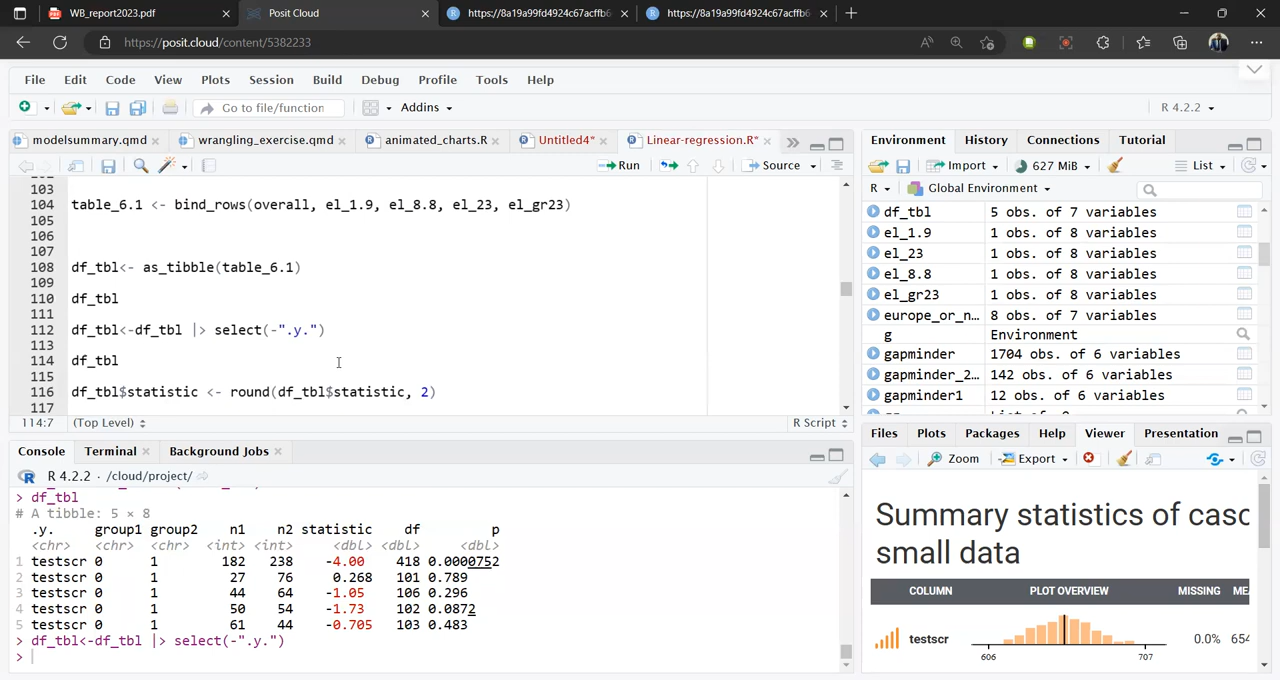 WB_report2023.pdf
Posit Cloud
https://8a19a99fd4924c67acffb6
https://8a19a99fd4924c67acffb6
https://posit.cloud/content/5382233
File Edit Code View Plots Session Build Debug Profile Tools Help
Go to file/function
Addins
R 4.2.2
modelsummary.qmd
wrangling_exercise.qmd
animated_charts.R
Untitled4*
Linear-regression.R*
Run
Source
103
104 table_6.1 <- bind_rows(overall, el_1.9, el_8.8, el_23, el_gr23)
105
106
107
108 df_tbl<- as_tibble(table_6.1)
109
110 df_tbl
111
112 df_tbl<-df_tbl |> select(-".y.")
113
114 df_tbl
115
116 df_tbl$statistic <- round(df_tbl$statistic, 2)
117
114:7 (Top Level) R Script
Console Terminal Background Jobs
R 4.2.2 · /cloud/project/
> df_tbl
# A tibble: 5 × 8
.y. group1 group2 n1 n2 statistic df p
<chr> <chr> <chr> <int> <int> <dbl> <dbl> <dbl>
1 testscr 0 1 182 238 -4.00 418 0.0000752
2 testscr 0 1 27 76 0.268 101 0.789
3 testscr 0 1 44 64 -1.05 106 0.296
4 testscr 0 1 50 54 -1.73 102 0.0872
5 testscr 0 1 61 44 -0.705 103 0.483
> df_tbl<-df_tbl |> select(-".y.")
>
Environment History Connections Tutorial
Import 627 MiB List
R Global Environment
df_tbl 5 obs. of 7 variables
el_1.9 1 obs. of 8 variables
el_23 1 obs. of 8 variables
el_8.8 1 obs. of 8 variables
el_gr23 1 obs. of 8 variables
europe_or_n… 8 obs. of 7 variables
g Environment
gapminder 1704 obs. of 6 variables
gapminder_2… 142 obs. of 6 variables
gapminder1 12 obs. of 6 variables
Files Plots Packages Help Viewer Presentation
Zoom Export
Summary statistics of casc
small data
COLUMN PLOT OVERVIEW MISSING MEA
testscr 0.0% 654
606 707